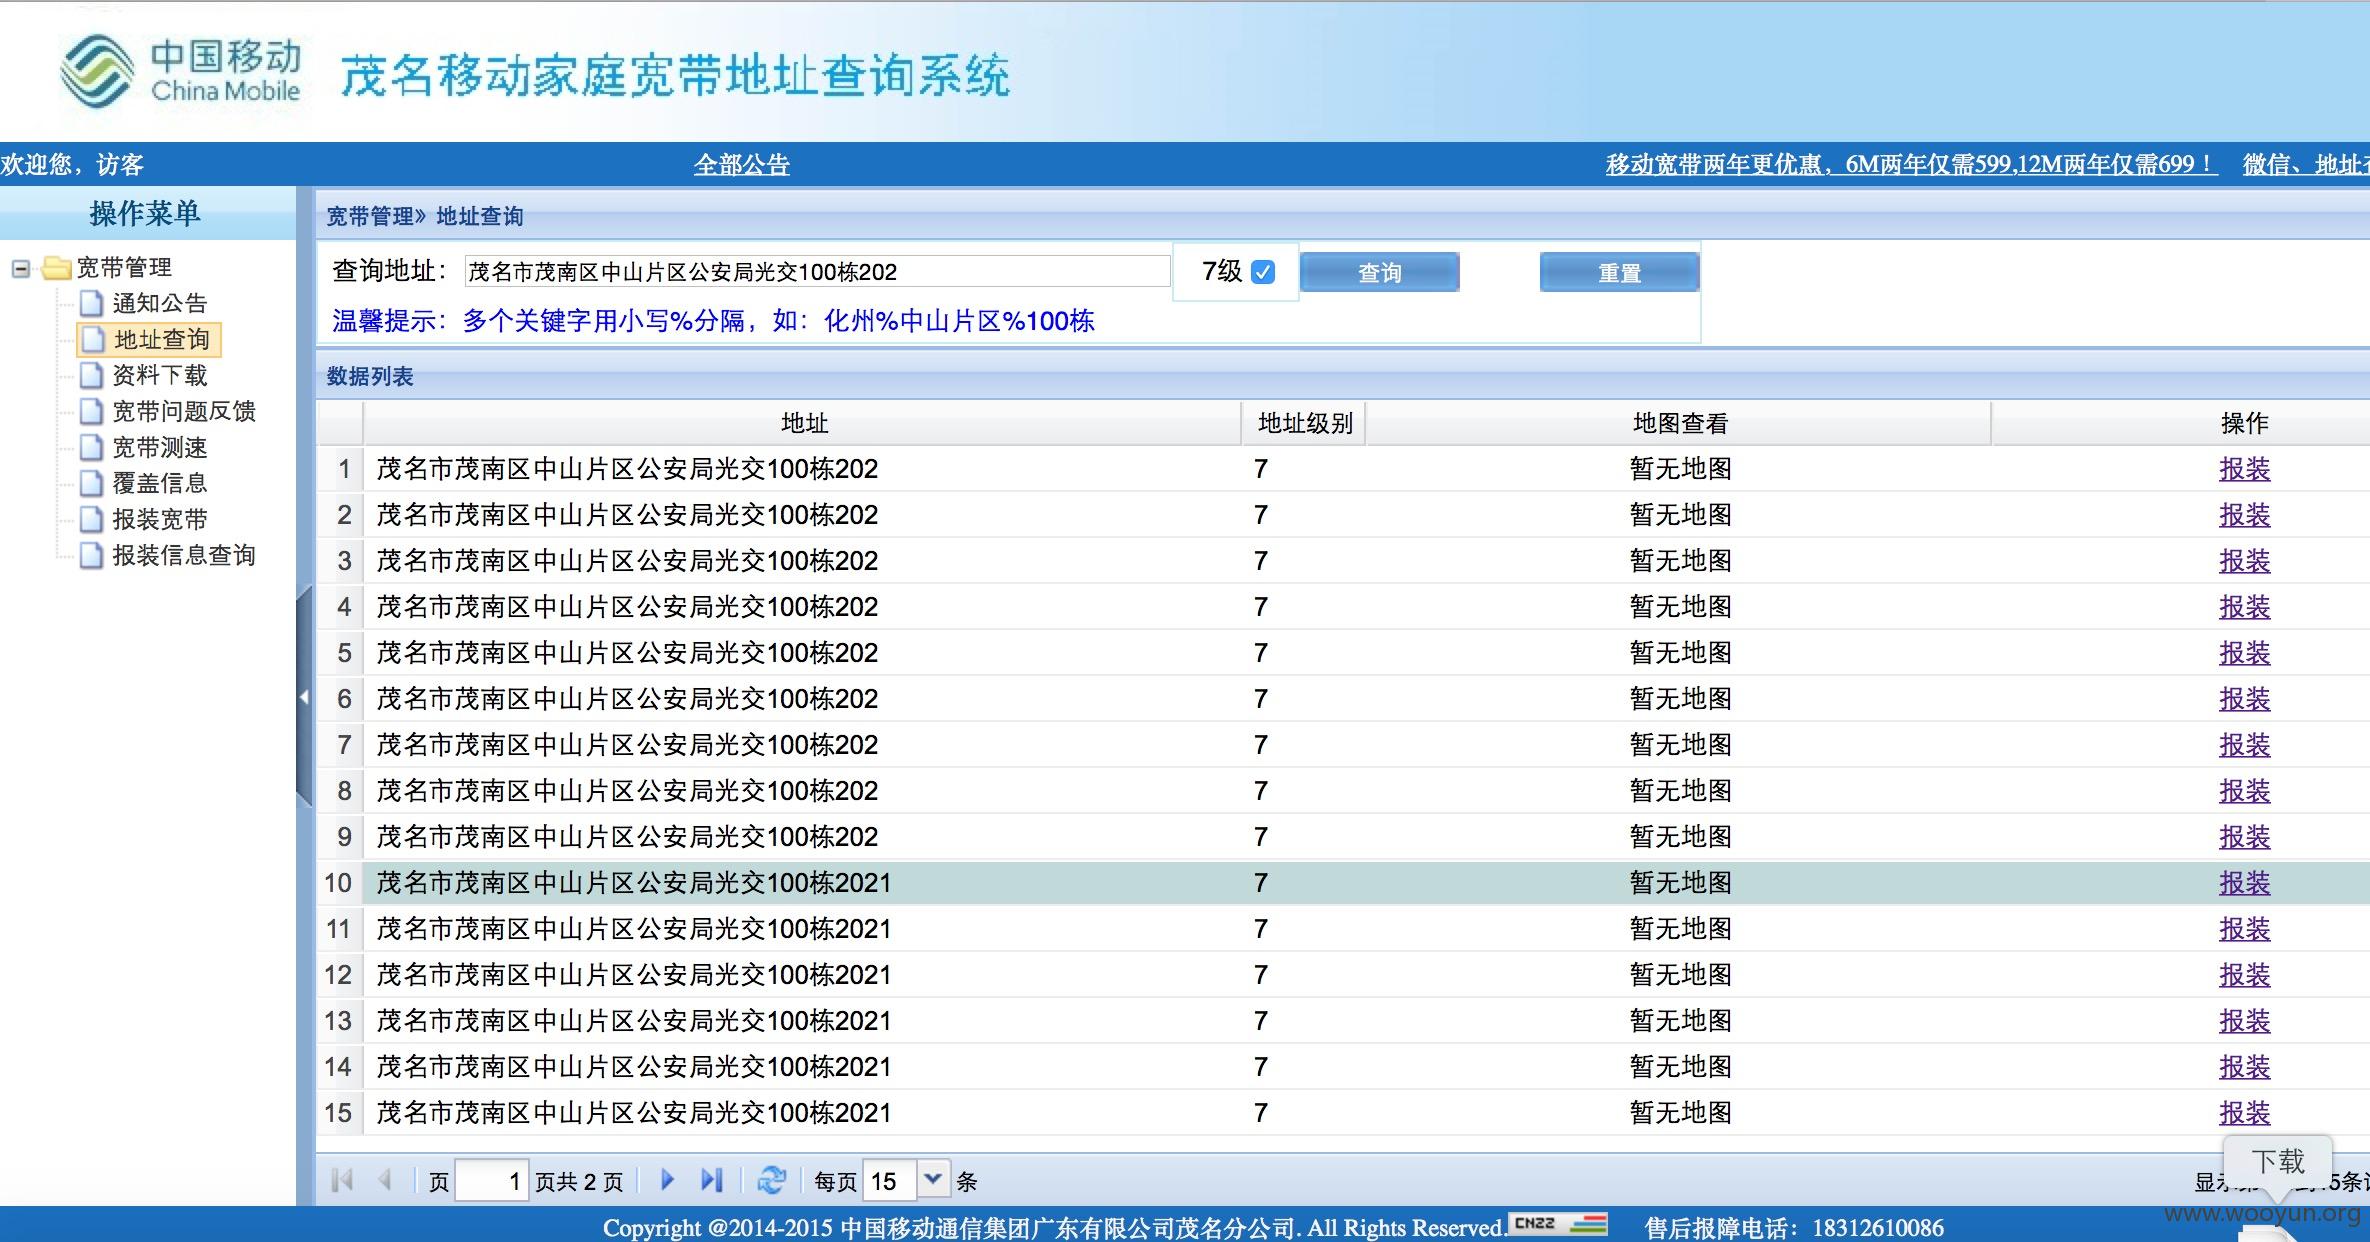 中国移动
China Mobile
茂名移动家庭宽带地址查询系统
欢迎您，访客
全部公告
移动宽带两年更优惠，6M两年仅需599,12M两年仅需699！ 微信、地址
操作菜单
宽带管理
通知公告
地址查询
资料下载
宽带问题反馈
宽带测速
覆盖信息
报装宽带
报装信息查询
宽带管理» 地址查询
查询地址： 茂名市茂南区中山片区公安局光交100栋202 7级 查询 重置
温馨提示：多个关键字用小写%分隔，如：化州%中山片区%100栋
数据列表
地址 地址级别 地图查看 操作
1 茂名市茂南区中山片区公安局光交100栋202 7 暂无地图 报装
2 茂名市茂南区中山片区公安局光交100栋202 7 暂无地图 报装
3 茂名市茂南区中山片区公安局光交100栋202 7 暂无地图 报装
4 茂名市茂南区中山片区公安局光交100栋202 7 暂无地图 报装
5 茂名市茂南区中山片区公安局光交100栋202 7 暂无地图 报装
6 茂名市茂南区中山片区公安局光交100栋202 7 暂无地图 报装
7 茂名市茂南区中山片区公安局光交100栋202 7 暂无地图 报装
8 茂名市茂南区中山片区公安局光交100栋202 7 暂无地图 报装
9 茂名市茂南区中山片区公安局光交100栋202 7 暂无地图 报装
10 茂名市茂南区中山片区公安局光交100栋2021 7 暂无地图 报装
11 茂名市茂南区中山片区公安局光交100栋2021 7 暂无地图 报装
12 茂名市茂南区中山片区公安局光交100栋2021 7 暂无地图 报装
13 茂名市茂南区中山片区公安局光交100栋2021 7 暂无地图 报装
14 茂名市茂南区中山片区公安局光交100栋2021 7 暂无地图 报装
15 茂名市茂南区中山片区公安局光交100栋2021 7 暂无地图 报装
下载
页 1 页共 2 页 每页 15 条
Copyright @2014-2015 中国移动通信集团广东有限公司茂名分公司. All Rights Reserved. CNZZ 售后报障电话：18312610086
www.wooyun.org